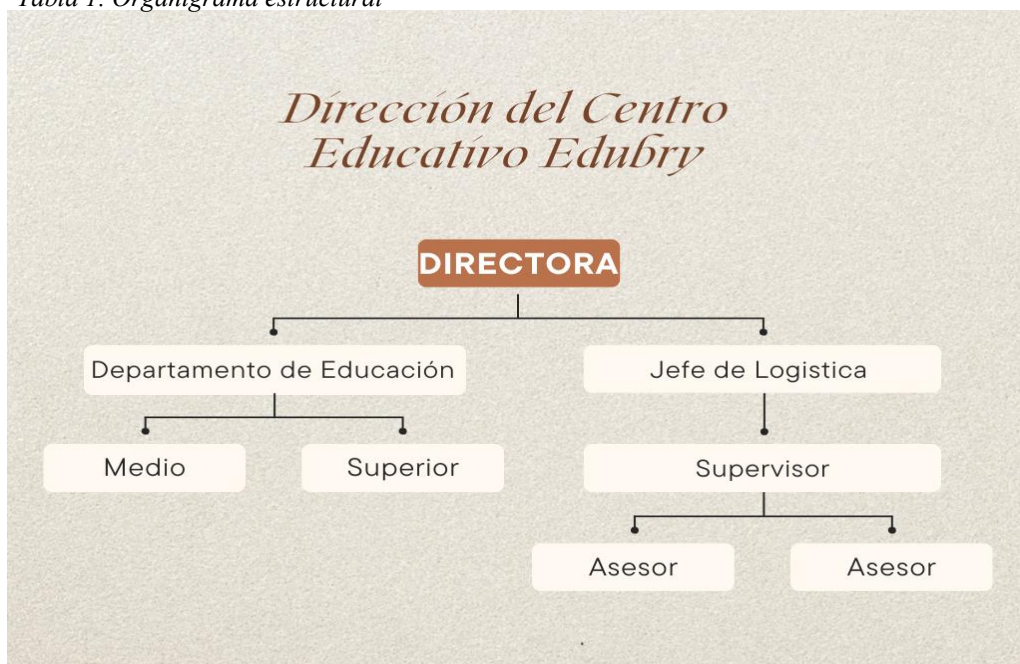 Tabla 1. Organigrama estructural
Dirección del Centro
Educativo Edubry
DIRECTORA
Departamento de Educación
Jefe de Logistica
Medio
Superior
Supervisor
Asesor
Asesor